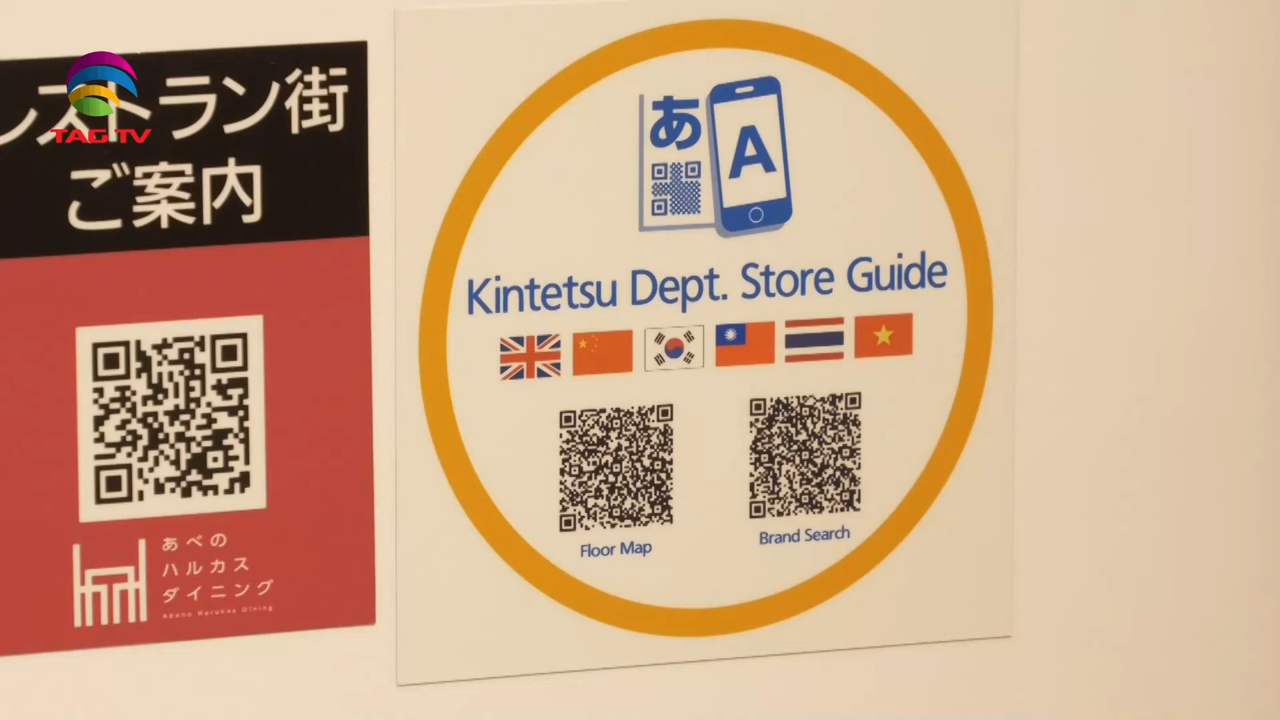 レストラン街
ご案内
TAG TV
あべの
ハルカス
ダイニング
Abeno Harukas Dining
あ
A
Kintetsu Dept. Store Guide
Floor Map
Brand Search